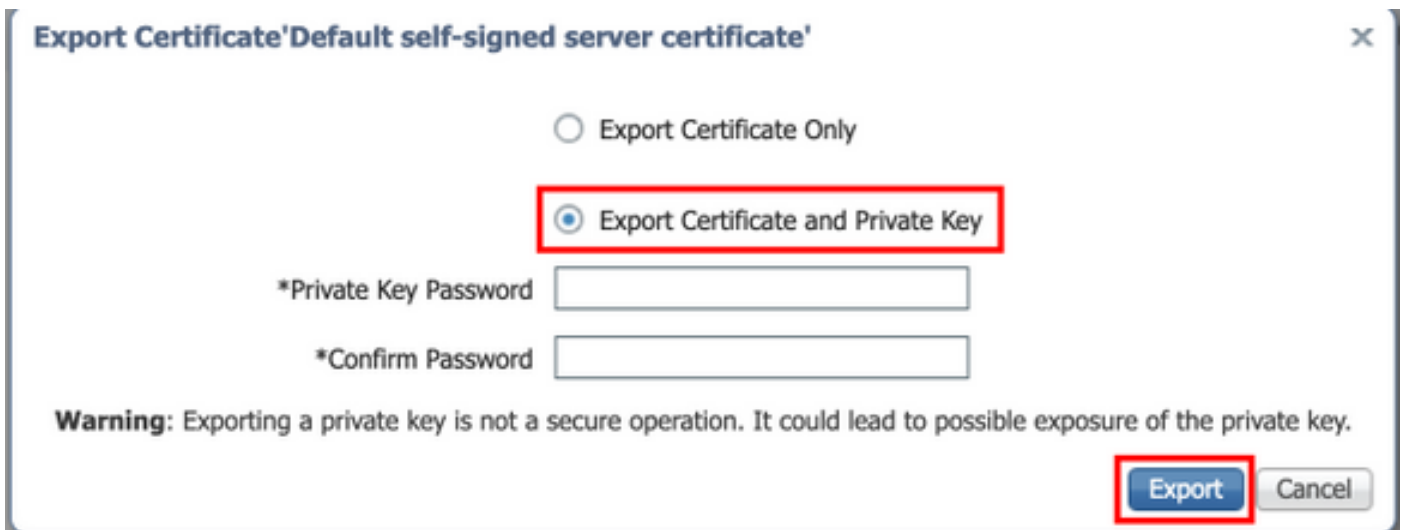 Export Certificate'Default self-signed server certificate'
Export Certificate Only
Export Certificate and Private Key
*Private Key Password
*Confirm Password
Warning: Exporting a private key is not a secure operation. It could lead to possible exposure of the private key.
Export Cancel